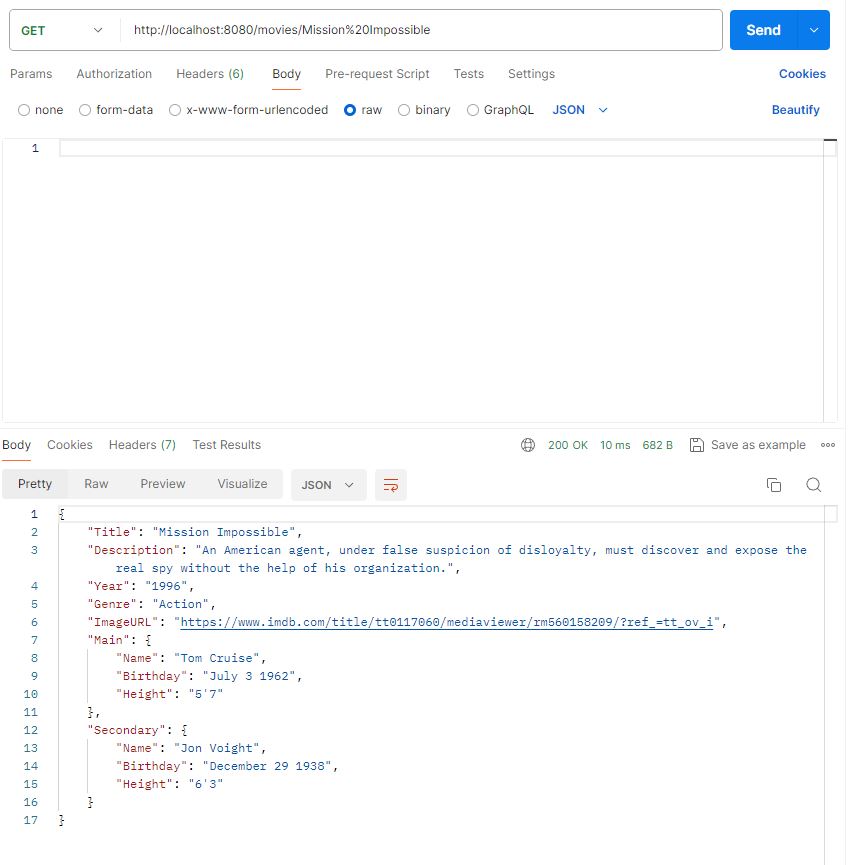 GET http://localhost:8080/movies/Mission%20Impossible Send
Params Authorization Headers (6) Body Pre-request Script Tests Settings Cookies
none form-data x-www-form-urlencoded raw binary GraphQL JSON Beautify
1
Body Cookies Headers (7) Test Results 200 OK 10 ms 682 B Save as example
Pretty Raw Preview Visualize JSON
1 {
2 "Title": "Mission Impossible",
3 "Description": "An American agent, under false suspicion of disloyalty, must discover and expose the
real spy without the help of his organization.",
4 "Year": "1996",
5 "Genre": "Action",
6 "ImageURL": "https://www.imdb.com/title/tt0117060/mediaviewer/rm560158209/?ref_=tt_ov_i",
7 "Main": {
8 "Name": "Tom Cruise",
9 "Birthday": "July 3 1962",
10 "Height": "5'7"
11 },
12 "Secondary": {
13 "Name": "Jon Voight",
14 "Birthday": "December 29 1938",
15 "Height": "6'3"
16 }
17 }